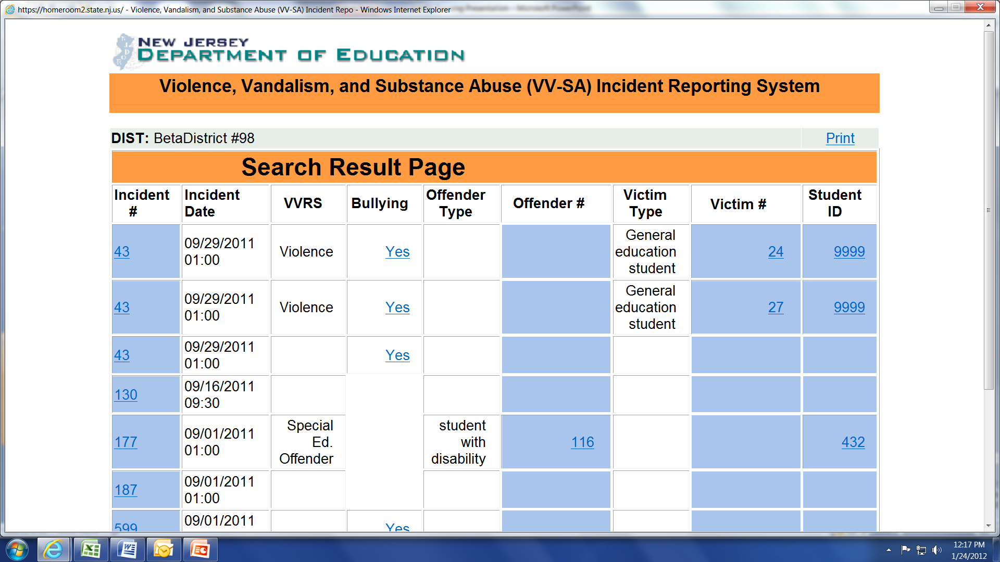 https://homeroom2.state.nj.us/ - Violence, Vandalism, and Substance Abuse (VV-SA) Incident Repo - Windows Internet Explorer
NEW JERSEY
DEPARTMENT OF EDUCATION
Violence, Vandalism, and Substance Abuse (VV-SA) Incident Reporting System
DIST: BetaDistrict #98 Print
Search Result Page
Incident # Incident Date VVRS Bullying Offender Type Offender # Victim Type Victim # Student ID
43 09/29/2011 01:00 Violence Yes General education student 24 9999
43 09/29/2011 01:00 Violence Yes General education student 27 9999
43 09/29/2011 01:00 Yes
130 09/16/2011 09:30
177 09/01/2011 01:00 Special Ed. Offender student with disability 116 432
187 09/01/2011 01:00
599 09/01/2011 Yes
12:17 PM
1/24/2012